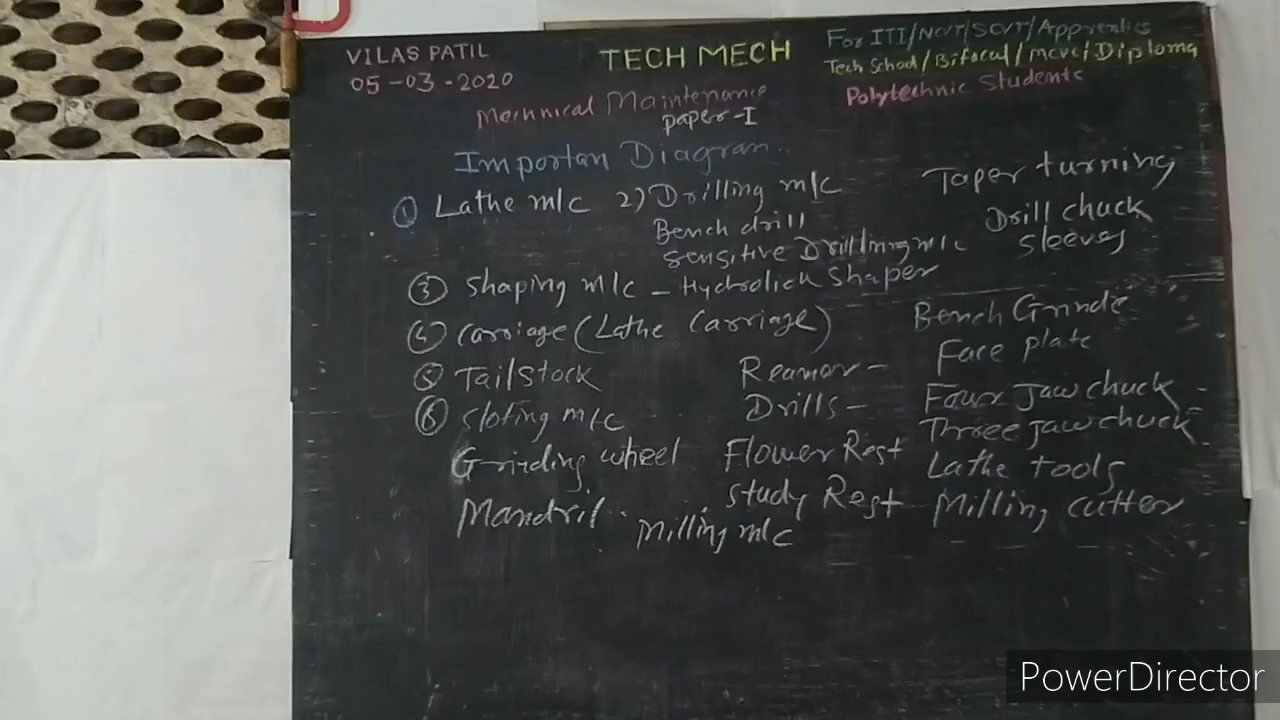 VILAS PATIL
05-03-2020
TECH MECH
For ITI/NCVT/SCVT/Apprentics
Tech School/Bifocal/mcvc/Diploma
Polytechnic Students
Mechnical Maintenance
paper-I
Importan Diagram..
① Lathe m/c 2) Drilling m/c
Bench drill
Sensitive Drilling m/c
③ Shaping m/c - Hydrolick Shaper
④ Carriage (Lathe Carriage)
⑤ Tailstock
⑥ Sloting m/c
Grinding wheel
Mandril..
Reamer-
Drills-
Flower Rest
Study Rest
Milling m/c
Taper turning
Drill chuck
Sleeves
Bench Grinde
Face plate
Four Jaw chuck
Three Jaw chuck
Lathe tools
Milling cutter
PowerDirector